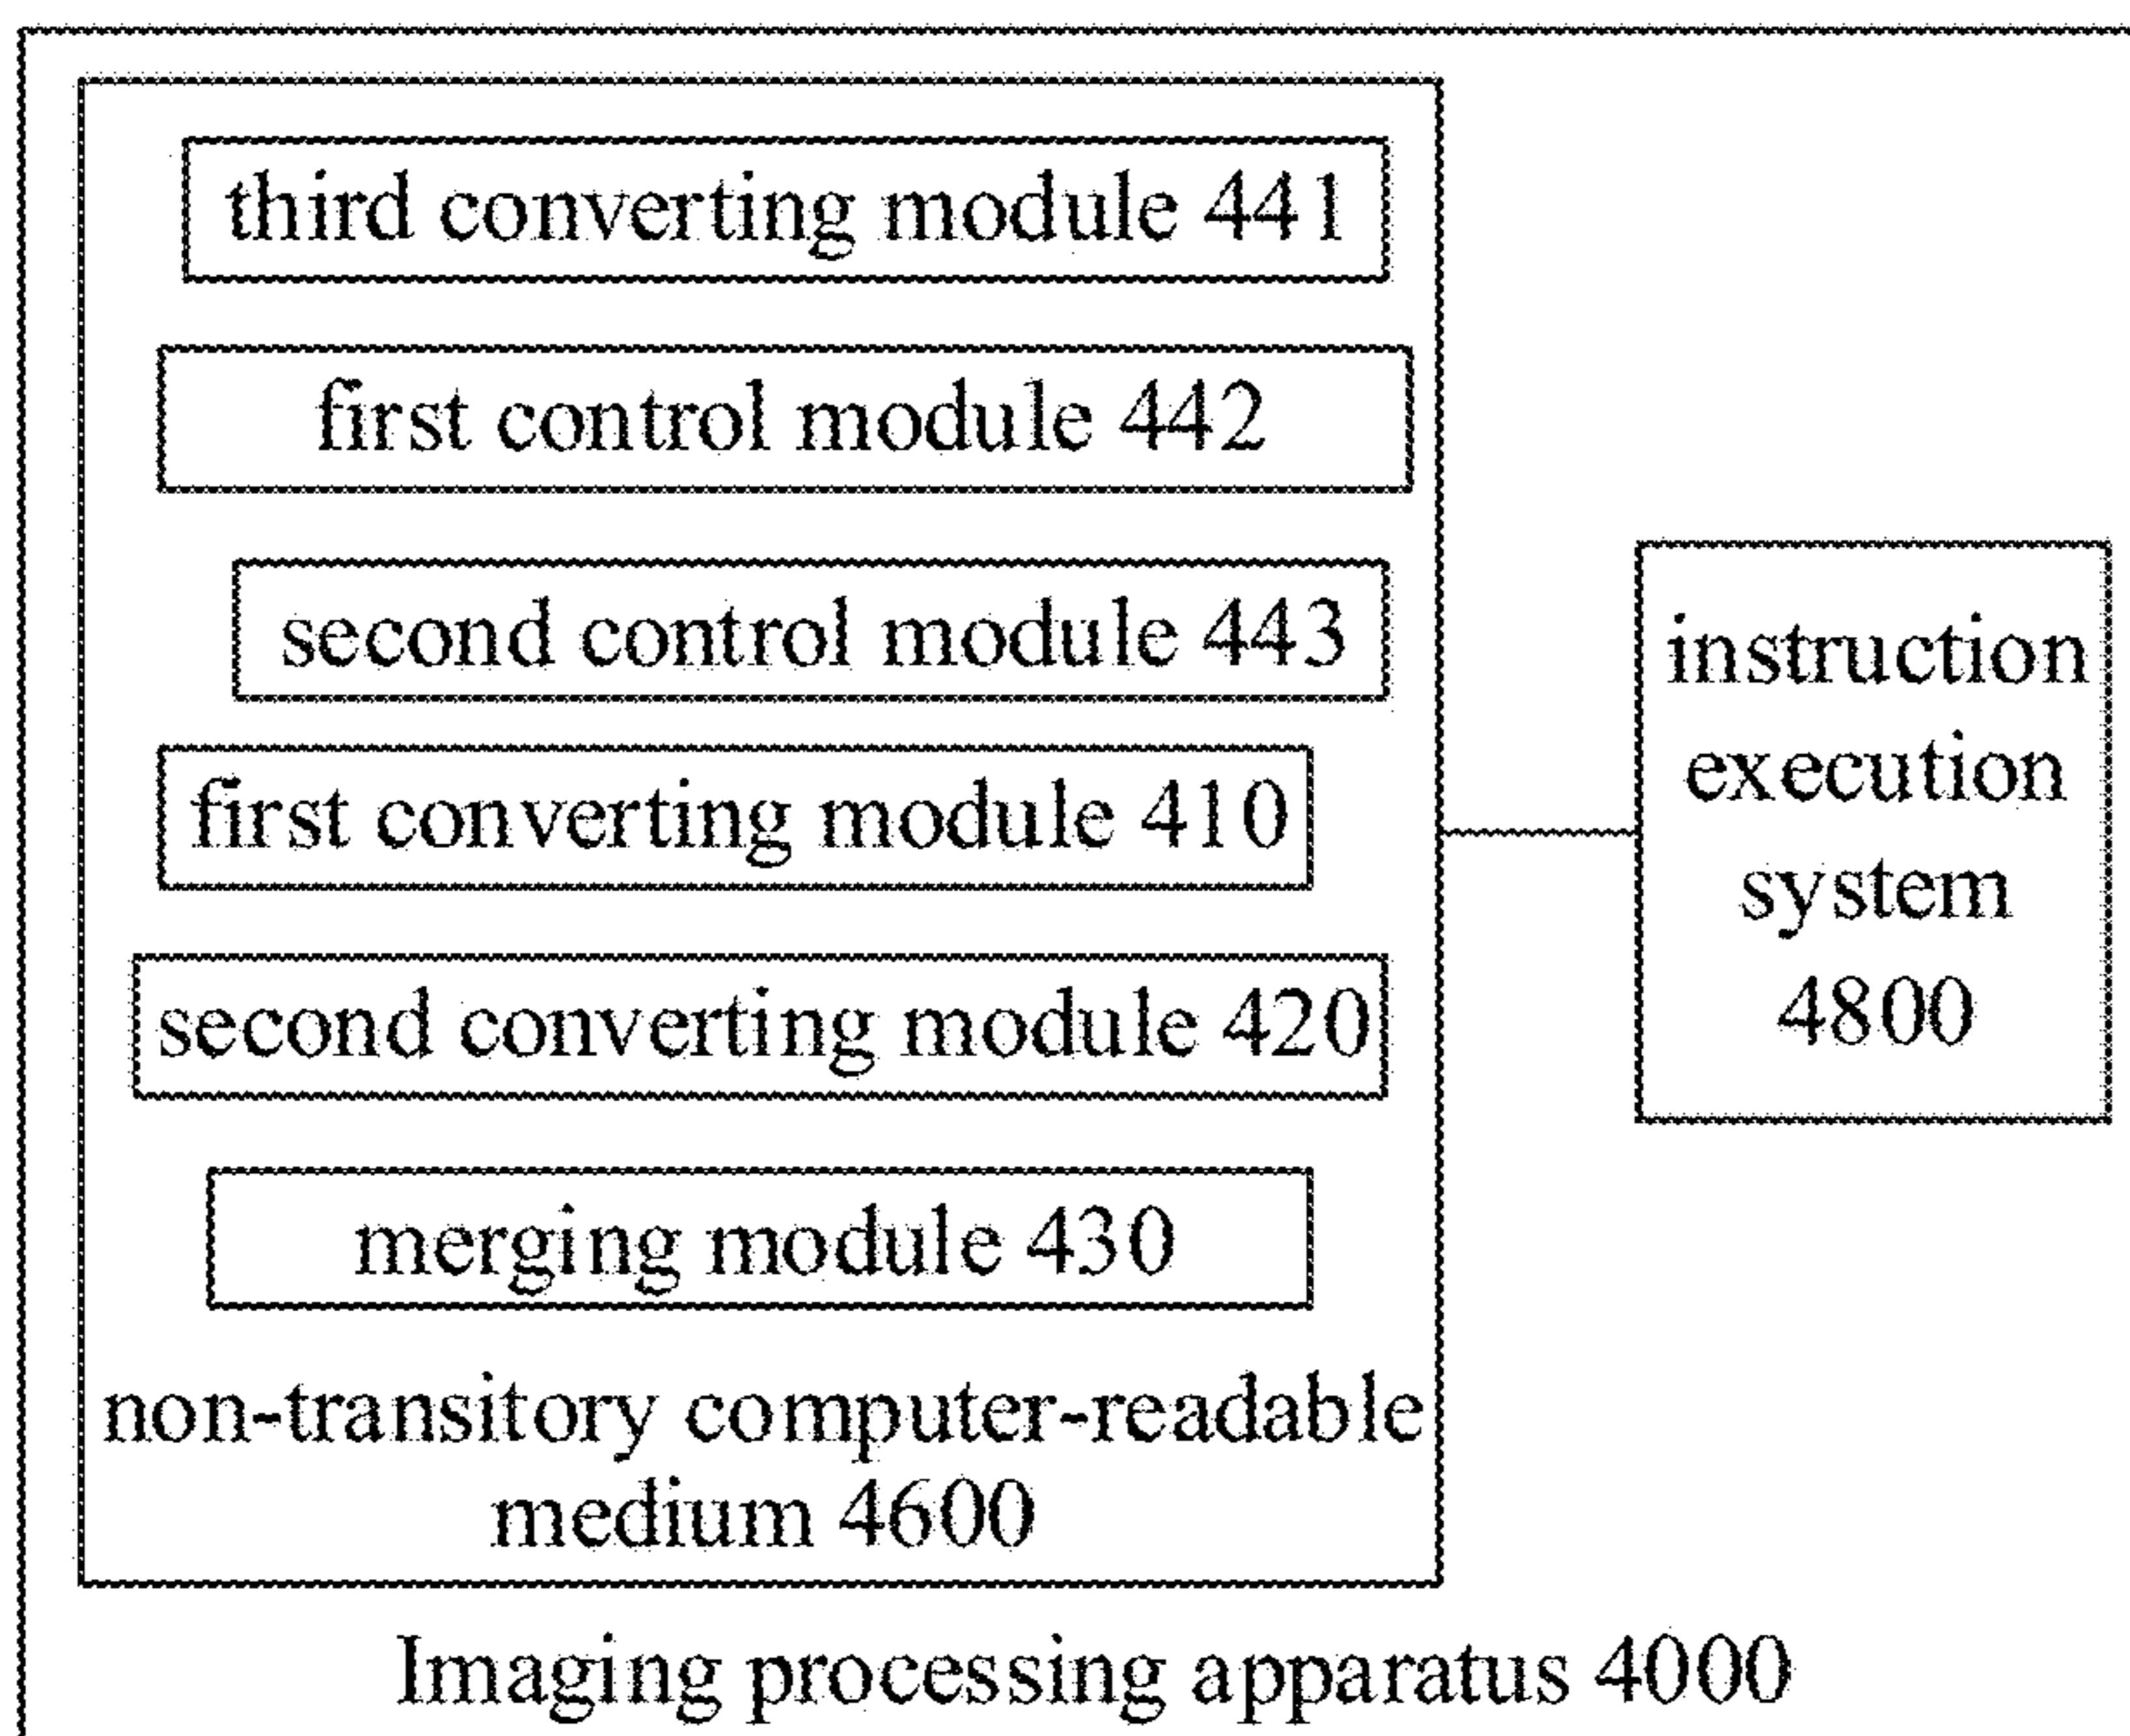 third converting module 441
first control module 442
second control module 443
first converting module 410
second converting module 420
merging module 430
non-transitory computer-readable
medium 4600
instruction
execution
system
4800
Imaging processing apparatus 4000